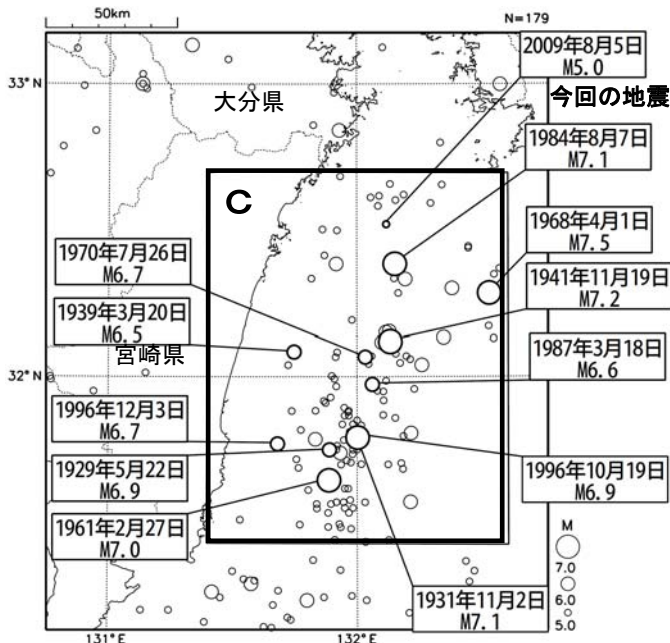 50km
N=179
2009年8月5日
M5.0
今回の地震
33°N
大分県
1984年8月7日
M7.1
C
1968年4月1日
M7.5
1970年7月26日
M6.7
1941年11月19日
M7.2
1939年3月20日
M6.5
宮崎県
1987年3月18日
M6.6
32°N
1996年12月3日
M6.7
1929年5月22日
M6.9
1996年10月19日
M6.9
1961年2月27日
M7.0
1931年11月2日
M7.1
M
7.0
6.0
5.0
131°E
132°E